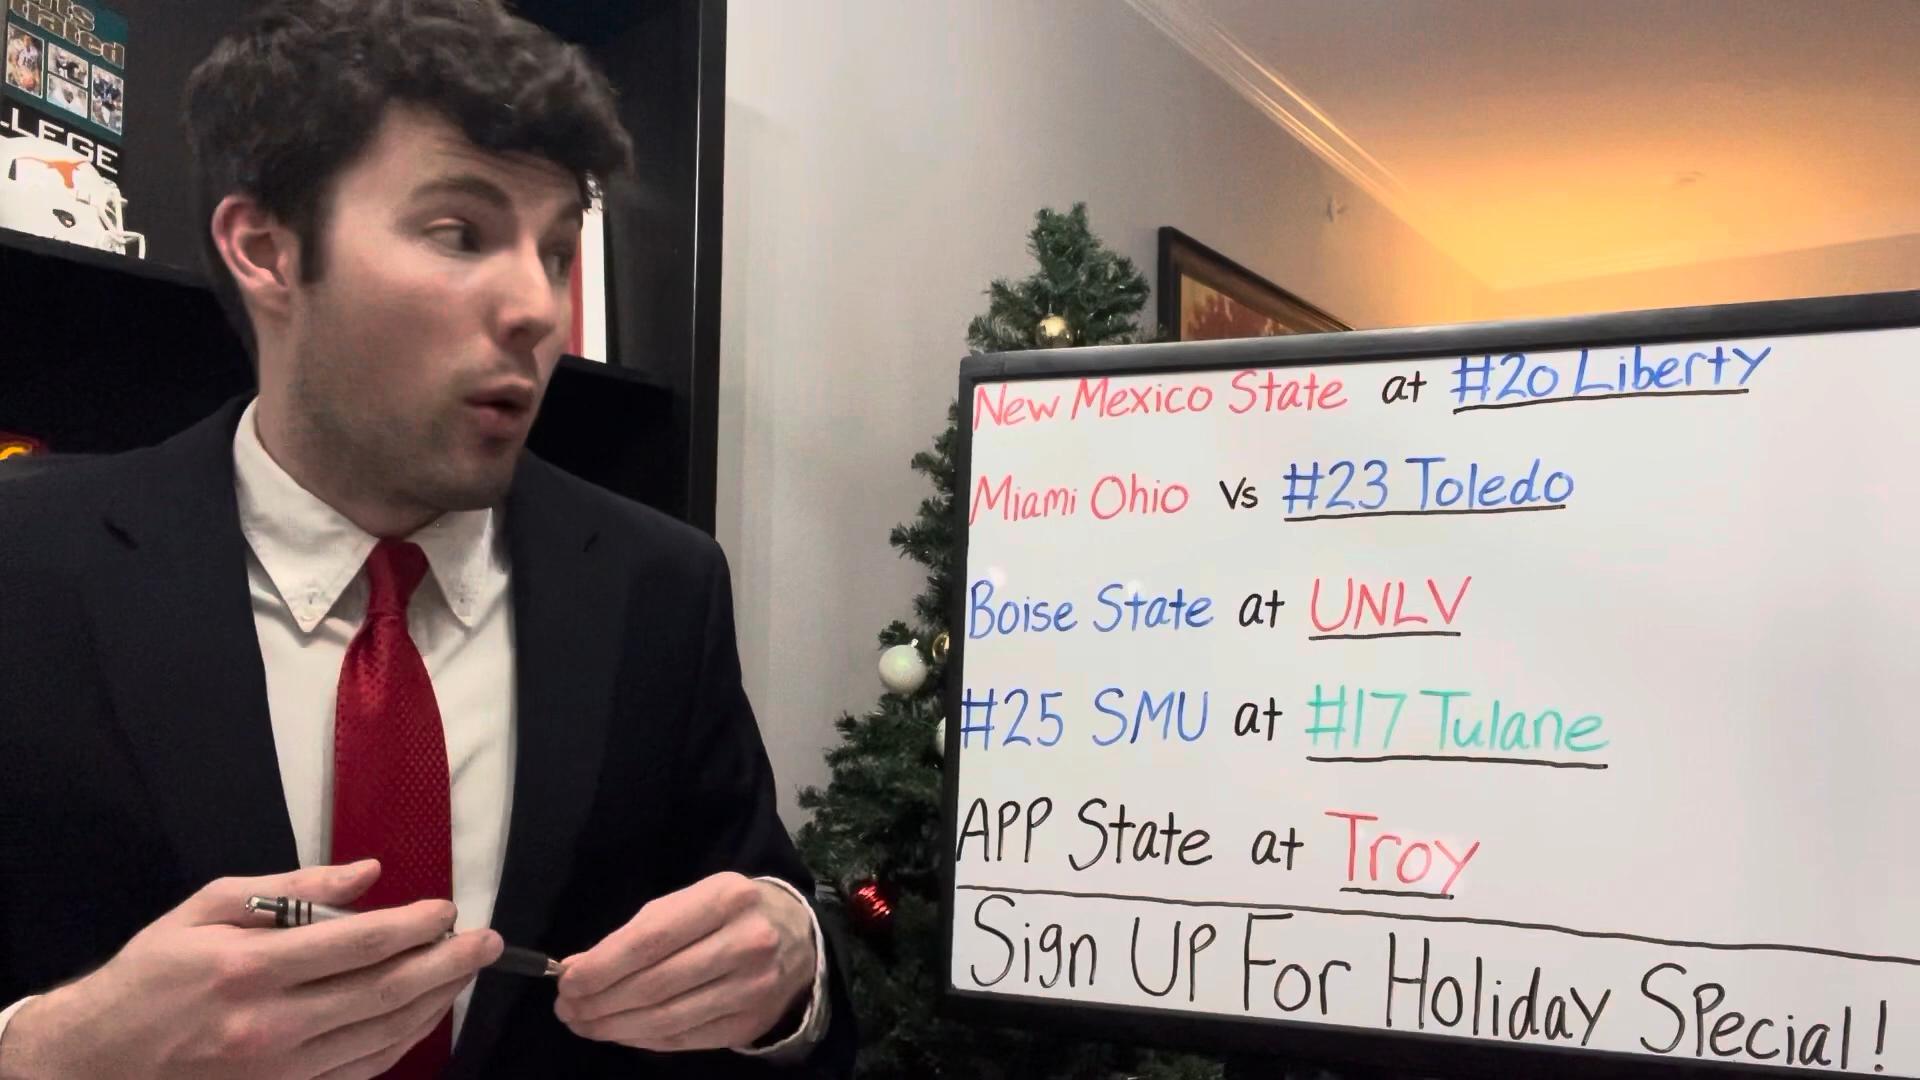 LEGE
New Mexico State at #20 Liberty
Miami Ohio Vs #23 Toledo
Boise State at UNLV
#25 SMU at #17 Tulane
APP State at Troy
Sign UP For Holiday Special!